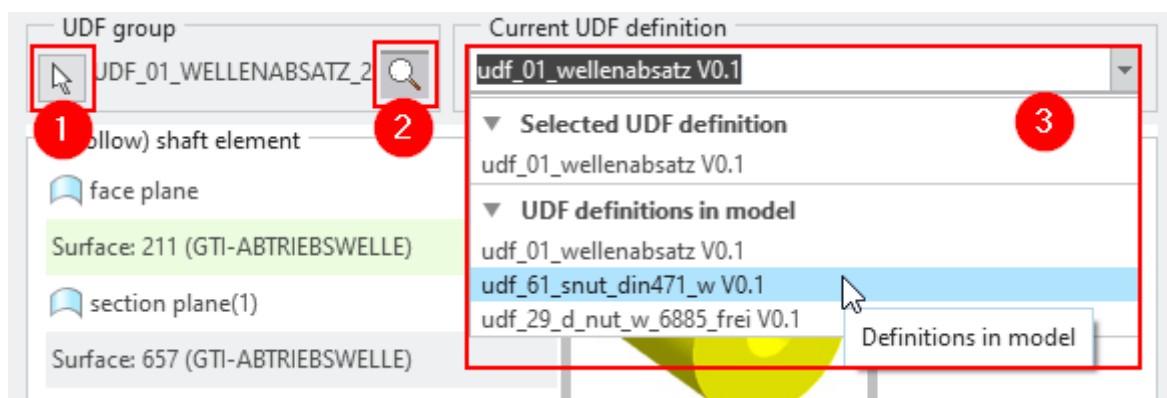 UDF group
Current UDF definition
UDF_01_WELLENABSATZ_2
udf_01_wellenabsatz V0.1
1
2
3
ollow) shaft element
▼ Selected UDF definition
udf_01_wellenabsatz V0.1
face plane
▼ UDF definitions in model
Surface: 211 (GTI-ABTRIEBSWELLE)
udf_01_wellenabsatz V0.1
udf_61_snut_din471_w V0.1
section plane(1)
udf_29_d_nut_w_6885_frei V0.1
Definitions in model
Surface: 657 (GTI-ABTRIEBSWELLE)